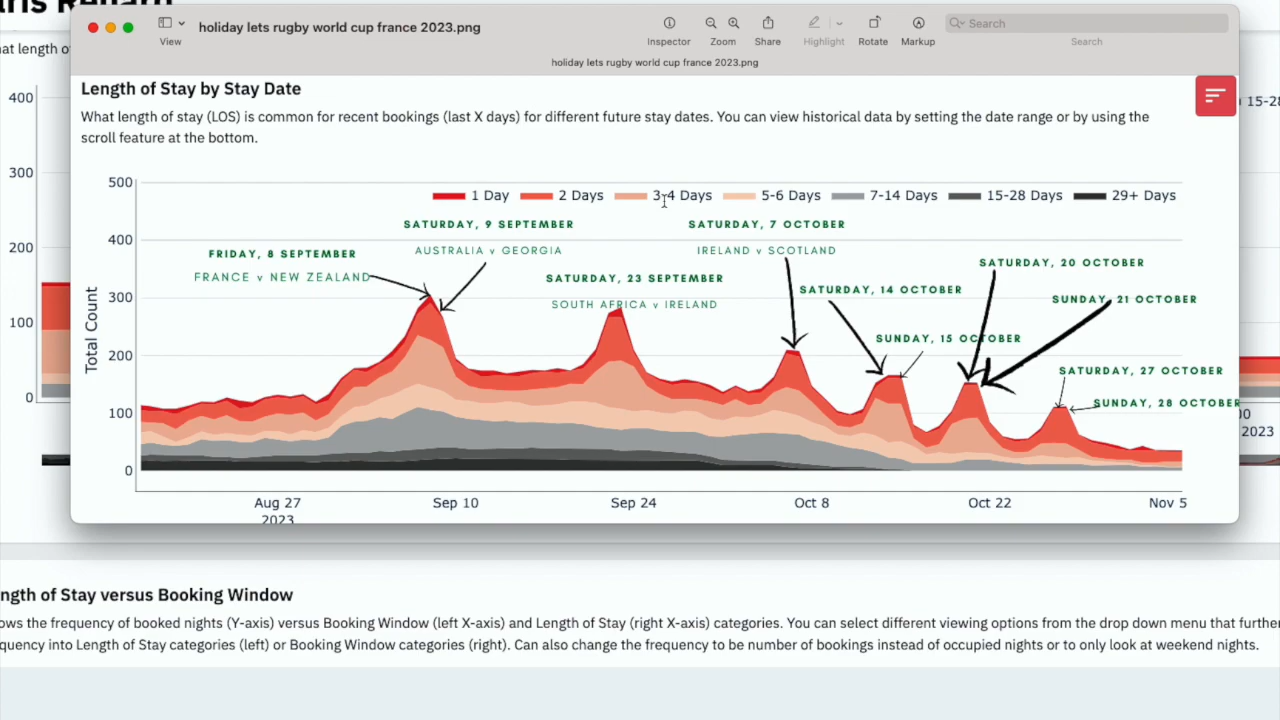 hat length of
400
300
200
100
0
View
holiday lets rugby world cup france 2023.png
Inspector
Zoom
Share
Highlight
Rotate
Markup
Search
Search
holiday lets rugby world cup france 2023.png
Length of Stay by Stay Date
What length of stay (LOS) is common for recent bookings (last X days) for different future stay dates. You can view historical data by setting the date range or by using the
scroll feature at the bottom.
15-28
500
1 Day
2 Days
3-4 Days
5-6 Days
7-14 Days
15-28 Days
29+ Days
SATURDAY, 9 SEPTEMBER
SATURDAY, 7 OCTOBER
400
AUSTRALIA v GEORGIA
IRELAND v SCOTLAND
FRIDAY, 8 SEPTEMBER
FRANCE v NEW ZEALAND
SATURDAY, 20 OCTOBER
SATURDAY, 23 SEPTEMBER
SATURDAY, 14 OCTOBER
300
SOUTH AFRICA v IRELAND
SUNDAY, 21 OCTOBER
SUNDAY, 15 OCTOBER
200
SATURDAY, 27 OCTOBER
SUNDAY, 28 OCTOBER
100
0
Total Count
Aug 27
2023
Sep 10
Sep 24
Oct 8
Oct 22
Nov 5
2023
ngth of Stay versus Booking Window
ows the frequency of booked nights (Y-axis) versus Booking Window (left X-axis) and Length of Stay (right X-axis) categories. You can select different viewing options from the drop down menu that further
quency into Length of Stay categories (left) or Booking Window categories (right). Can also change the frequency to be number of bookings instead of occupied nights or to only look at weekend nights.